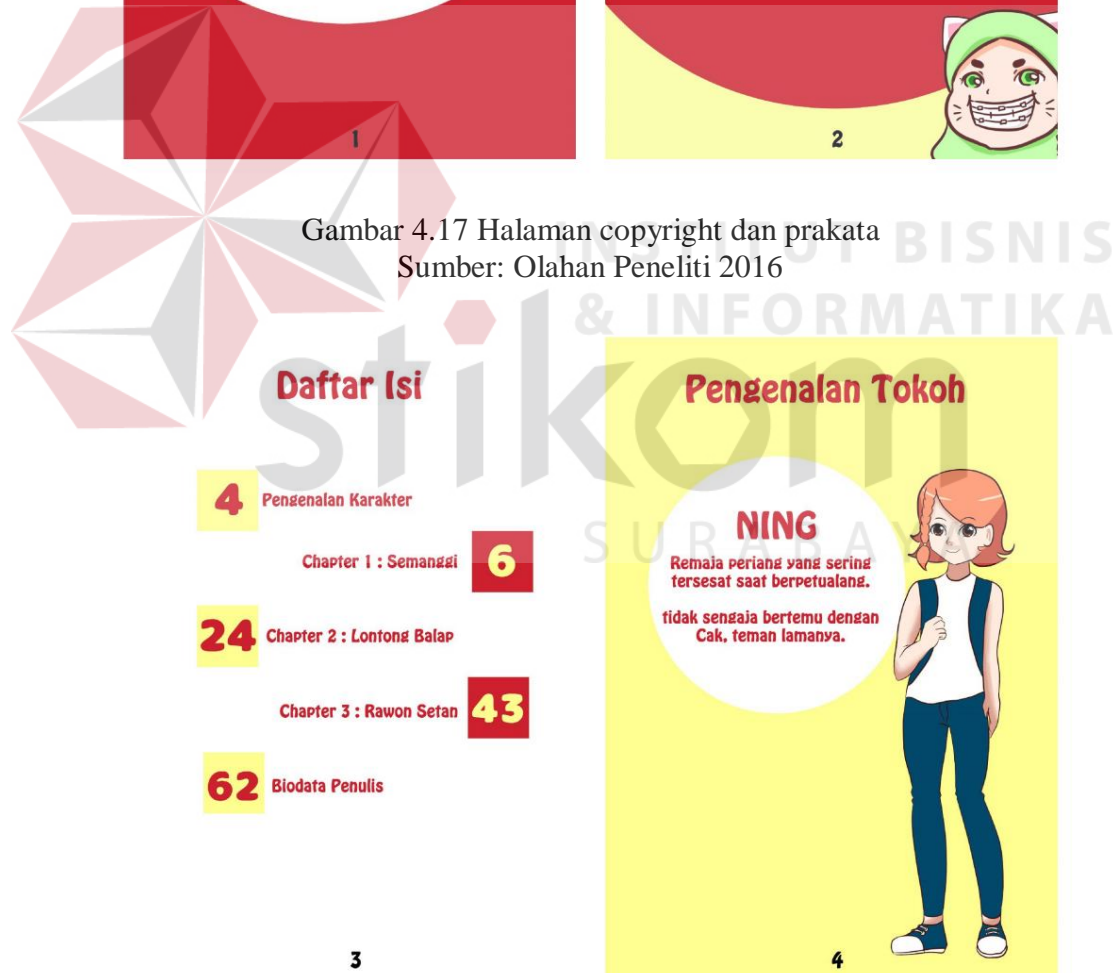 1
2
Gambar 4.17 Halaman copyright dan prakata
Sumber: Olahan Peneliti 2016
INSTITUT BISNIS
& INFORMATIKA
stikom
SURABAYA
Daftar Isi
4 Pengenalan Karakter
Chapter 1 : Semanggi 6
24 Chapter 2 : Lontong Balap
Chapter 3 : Rawon Setan 43
62 Biodata Penulis
3
Pengenalan Tokoh
NING
Remaja periang yang sering
tersesat saat berpetualang.
tidak sengaja bertemu dengan
Cak, teman lamanya.
4